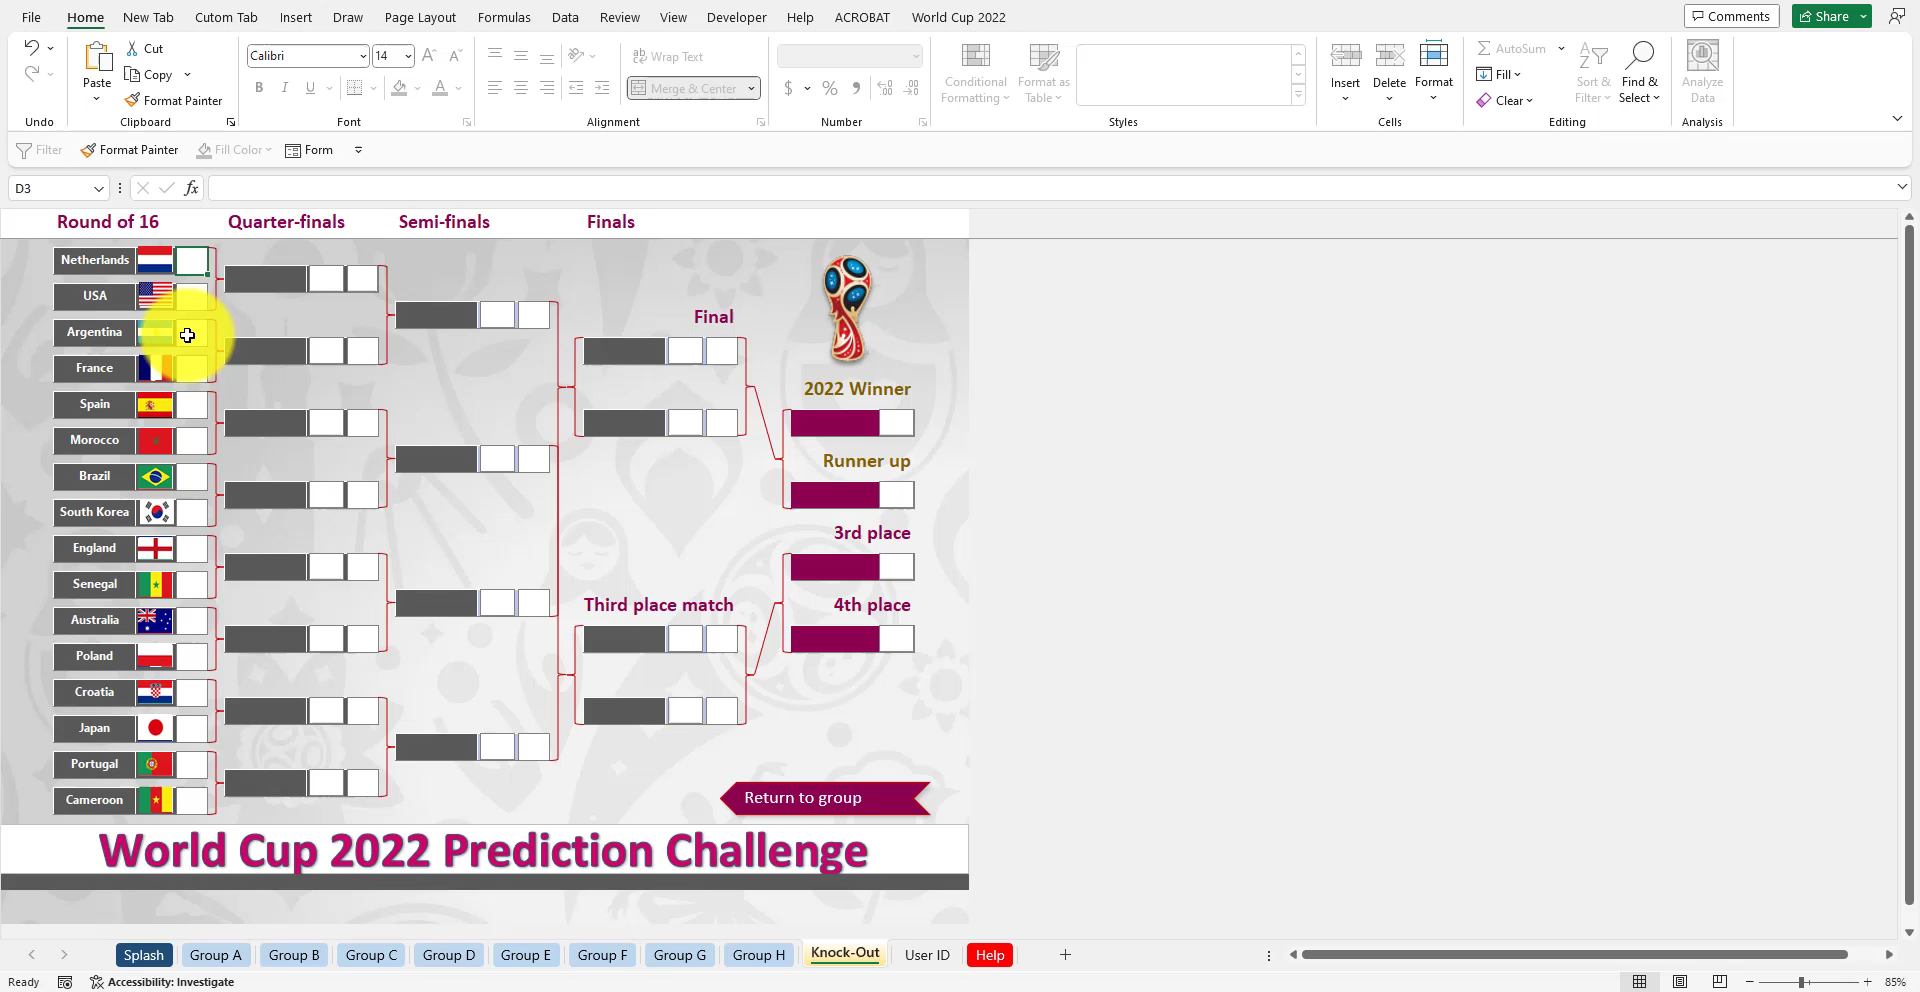 File Home New Tab Cutom Tab Insert Draw Page Layout Formulas Data Review View Developer Help ACROBAT World Cup 2022 Comments Share
Calibri 14 Wrap Text AutoSum
Cut
Copy
Paste
Format Painter
Merge & Center
Conditional Formatting
Format as Table
Insert Delete Format
Fill
Clear
Sort & Filter
Find & Select
Analyze Data
Undo Clipboard Font Alignment Number Styles Cells Editing Analysis
Filter Format Painter Fill Color Form
D3 fx
Round of 16 Quarter-finals Semi-finals Finals
Netherlands
USA
Argentina
France
Spain
Morocco
Brazil
South Korea
England
Senegal
Australia
Poland
Croatia
Japan
Portugal
Cameroon
Final
2022 Winner
Runner up
3rd place
Third place match
4th place
Return to group
World Cup 2022 Prediction Challenge
Splash Group A Group B Group C Group D Group E Group F Group G Group H Knock-Out User ID Help
Ready Accessibility: Investigate 85%